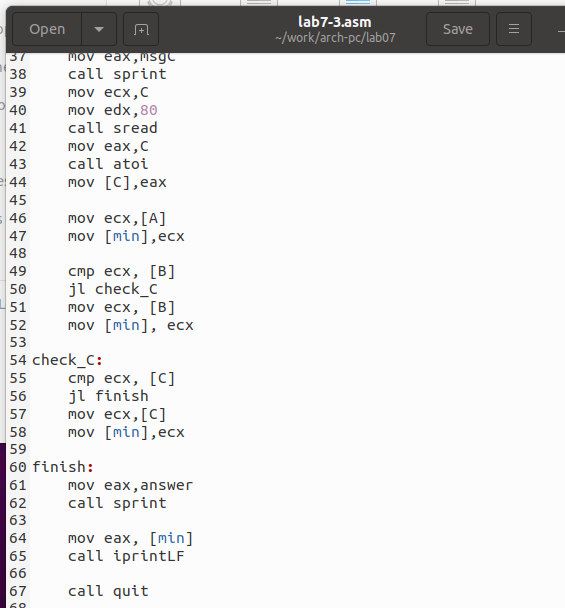 Open
lab7-3.asm
~/work/arch-pc/lab07
Save
37 mov eax,MsgC
38 call sprint
39 mov ecx,C
40 mov edx,80
41 call sread
42 mov eax,C
43 call atoi
44 mov [C],eax
45
46 mov ecx,[A]
47 mov [min],ecx
48
49 cmp ecx, [B]
50 jl check_C
51 mov ecx, [B]
52 mov [min], ecx
53
54 check_C:
55 cmp ecx, [C]
56 jl finish
57 mov ecx,[C]
58 mov [min],ecx
59
60 finish:
61 mov eax,answer
62 call sprint
63
64 mov eax, [min]
65 call iprintLF
66
67 call quit
68